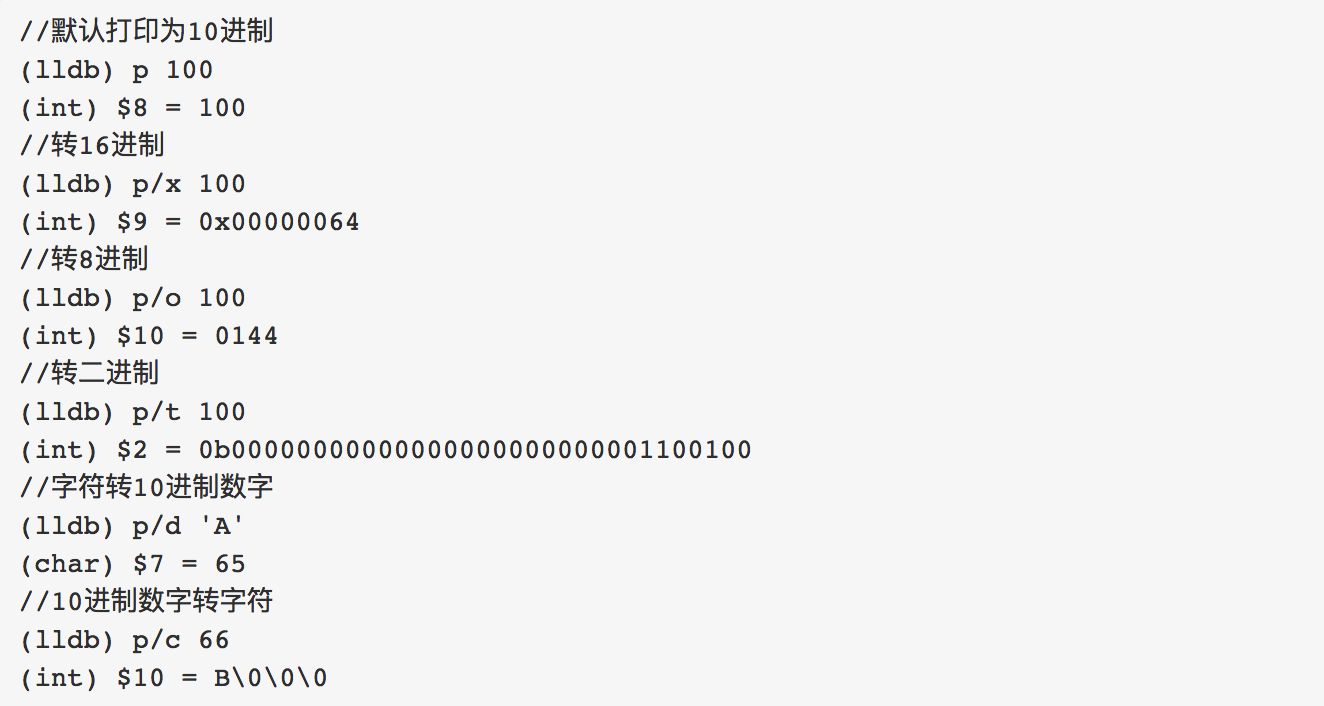 //默认打印为10进制
(lldb) p 100
(int) $8 = 100
//转16进制
(lldb) p/x 100
(int) $9 = 0x00000064
//转8进制
(lldb) p/o 100
(int) $10 = 0144
//转二进制
(lldb) p/t 100
(int) $2 = 0b00000000000000000000000001100100
//字符转10进制数字
(lldb) p/d 'A'
(char) $7 = 65
//10进制数字转字符
(lldb) p/c 66
(int) $10 = B\0\0\0